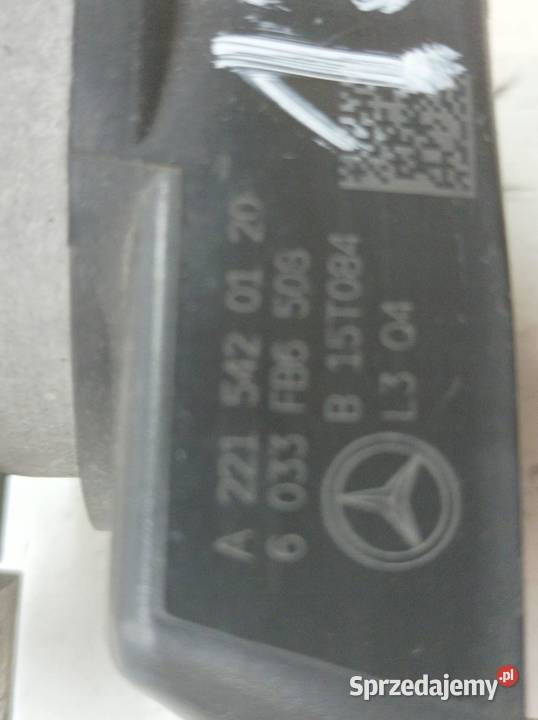 A 221 542 01 20
6 033 FB6 508
B 15T084
L3 04
Sprzedajemy.pl